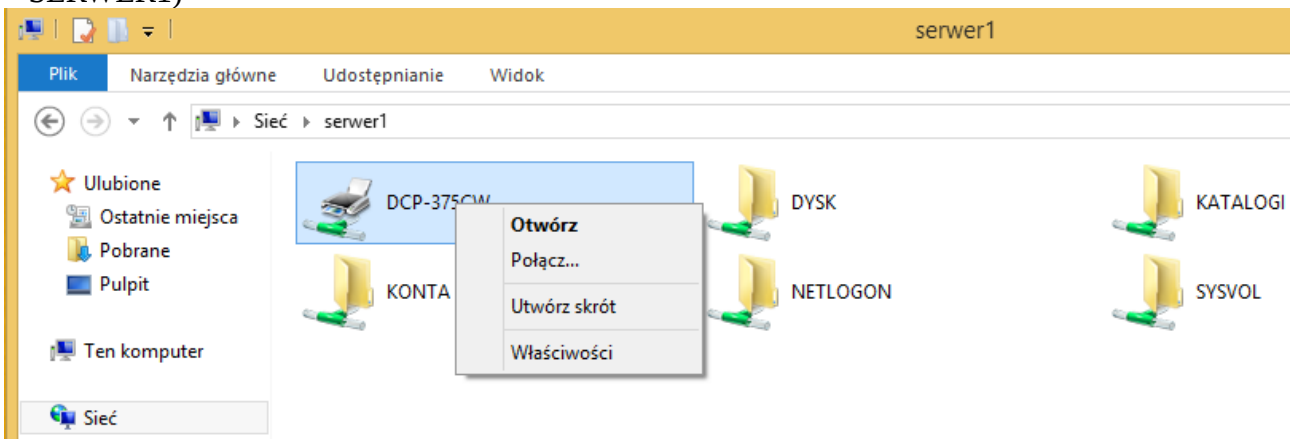 SERWER1)
serwer1
Plik Narzędzia główne Udostępnianie Widok
Sieć serwer1
Ulubione
Ostatnie miejsca
Pobrane
Pulpit
Ten komputer
Sieć
DCP-375CW
DYSK
KATALOGI
KONTA
NETLOGON
SYSVOL
Otwórz
Połącz...
Utwórz skrót
Właściwości